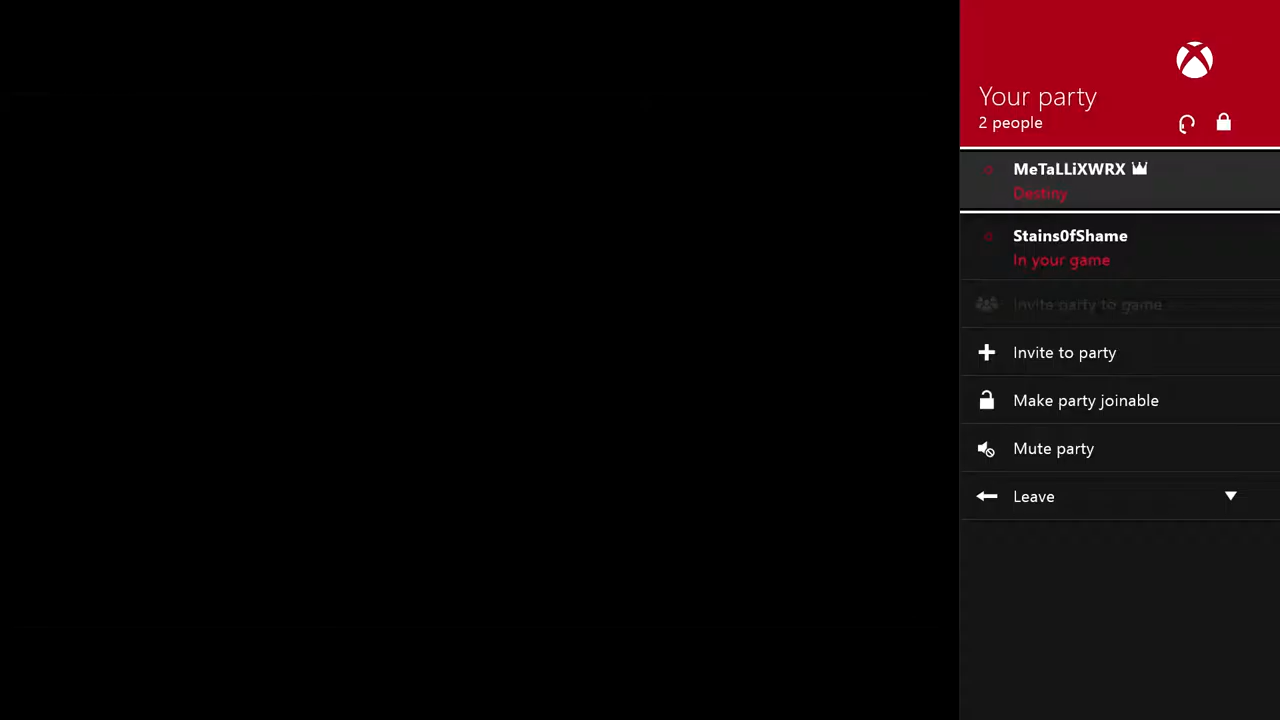 Your party
2 people
MeTaLLiXWRX
Destiny
Stains0fShame
In your game
Invite party to game
Invite to party
Make party joinable
Mute party
Leave